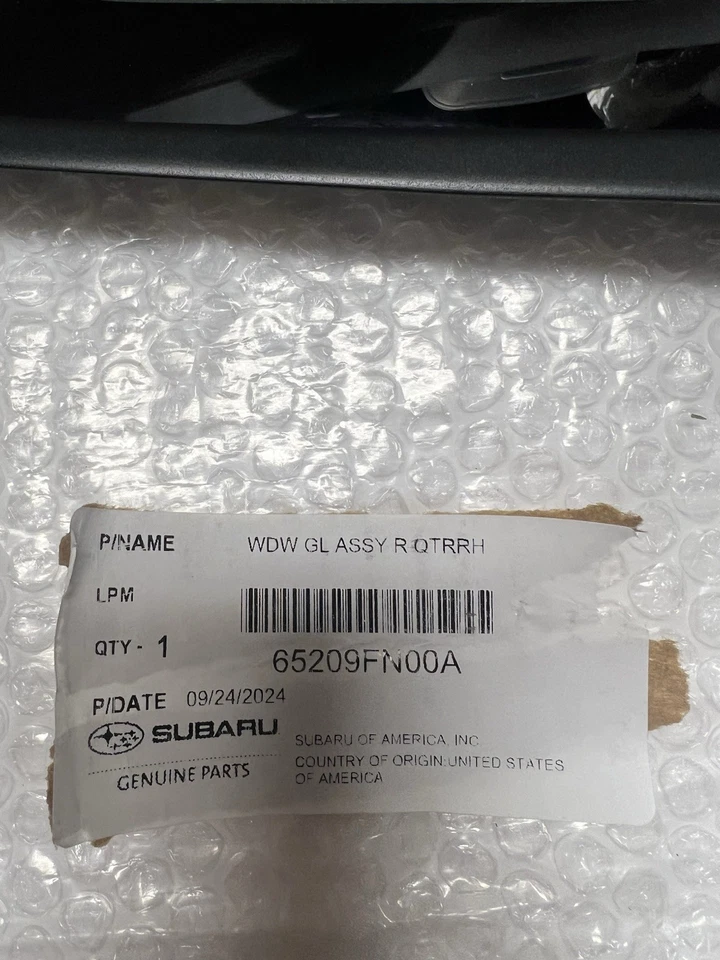 P/NAME WDW GL ASSY R QTRRH
LPM
QTY - 1
65209FN00A
P/DATE 09/24/2024
SUBARU
GENUINE PARTS
SUBARU OF AMERICA, INC
COUNTRY OF ORIGIN:UNITED STATES
OF AMERICA